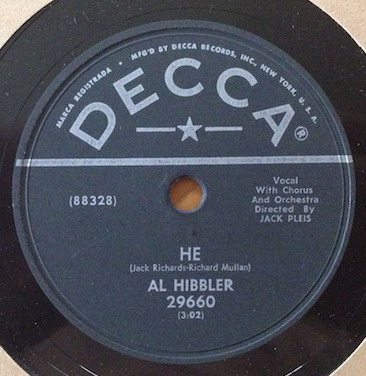 MARCA REGISTRADA • MFG'D BY DECCA RECORDS, INC., NEW YORK, U. S. A.
DECCA®
(88328)
Vocal
With Chorus
And Orchestra
Directed By
JACK PLEIS
HE
(Jack Richards-Richard Mullan)
AL HIBBLER
29660
(3:02)